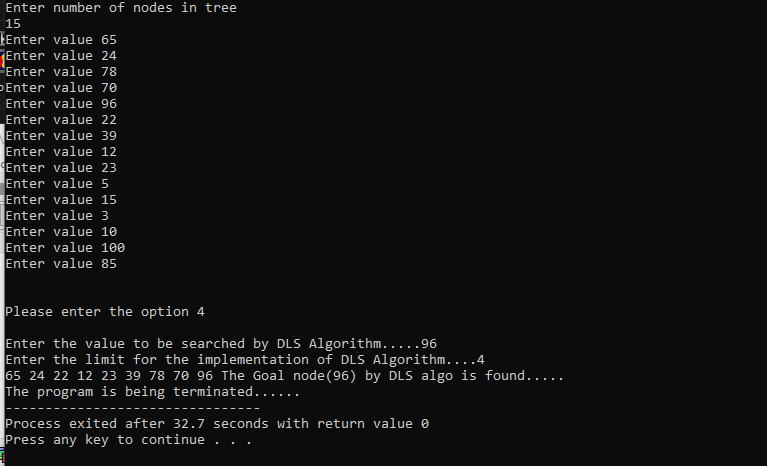 Enter number of nodes in tree
15
Enter value 65
Enter value 24
Enter value 78
Enter value 70
Enter value 96
Enter value 22
Enter value 39
Enter value 12
Enter value 23
Enter value 5
Enter value 15
Enter value 3
Enter value 10
Enter value 100
Enter value 85
Please enter the option 4
Enter the value to be searched by DLS Algorithm.....96
Enter the limit for the implementation of DLS Algorithm....4
65 24 22 12 23 39 78 70 96 The Goal node(96) by DLS algo is found.....
The program is being terminated......
--------------------------------
Process exited after 32.7 seconds with return value 0
Press any key to continue . . .